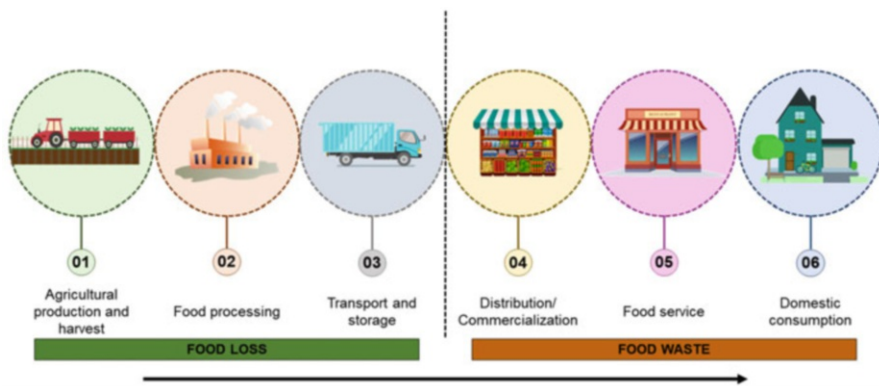 01
02
03
04
05
06
Agricultural
production and
harvest
Food processing
Transport and
storage
Distribution/
Commercialization
Food service
Domestic
consumption
FOOD LOSS
FOOD WASTE